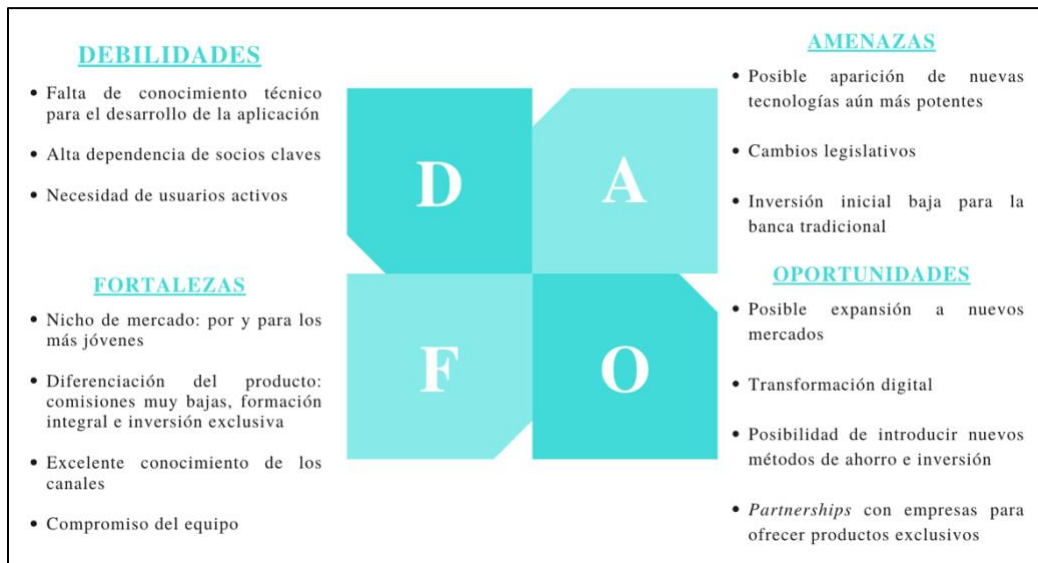 DEBILIDADES
• Falta de conocimiento técnico
para el desarrollo de la aplicación
• Alta dependencia de socios claves
• Necesidad de usuarios activos
AMENAZAS
• Posible aparición de nuevas
tecnologías aún más potentes
• Cambios legislativos
• Inversión inicial baja para la
banca tradicional
D
A
F
O
FORTALEZAS
• Nicho de mercado: por y para los
más jóvenes
• Diferenciación del producto:
comisiones muy bajas, formación
integral e inversión exclusiva
• Excelente conocimiento de los
canales
• Compromiso del equipo
OPORTUNIDADES
• Posible expansión a nuevos
mercados
• Transformación digital
• Posibilidad de introducir nuevos
métodos de ahorro e inversión
• Partnerships con empresas para
ofrecer productos exclusivos